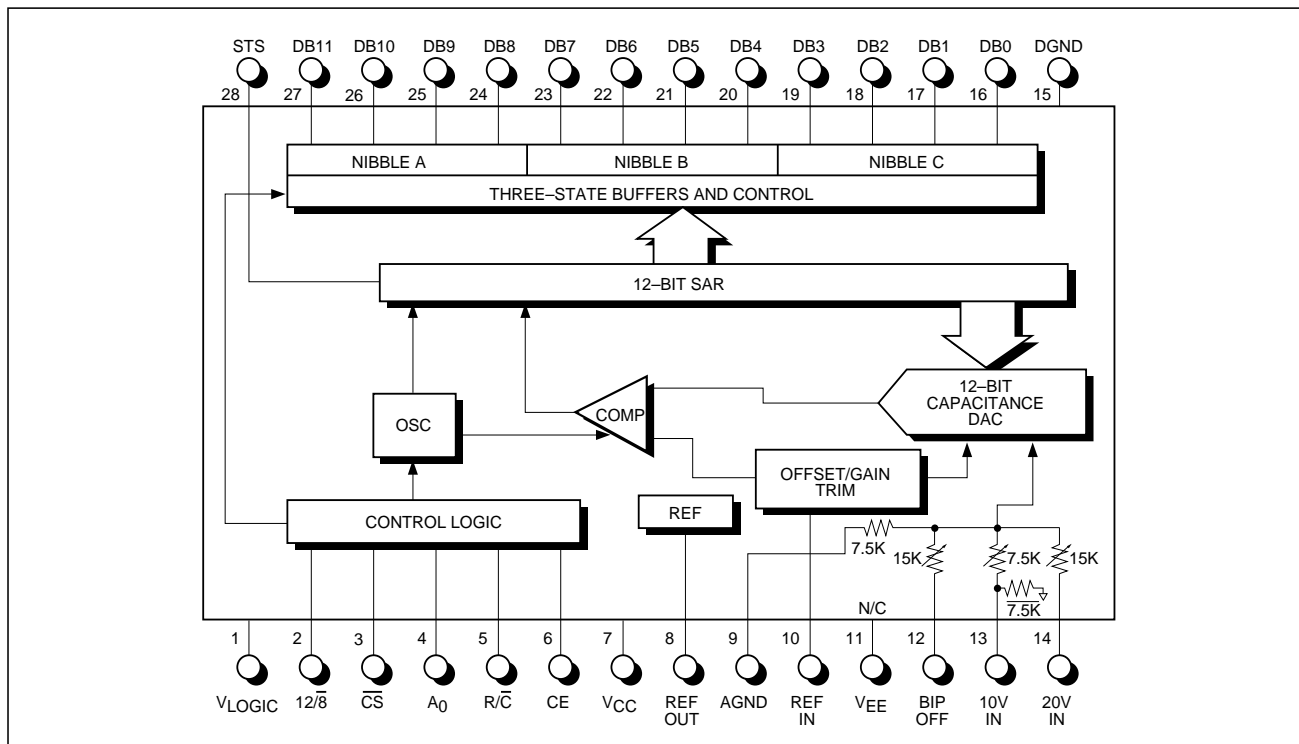 STS DB11 DB10 DB9 DB8 DB7 DB6 DB5 DB4 DB3 DB2 DB1 DB0 DGND
28 27 26 25 24 23 22 21 20 19 18 17 16 15
NIBBLE A NIBBLE B NIBBLE C
THREE–STATE BUFFERS AND CONTROL
12–BIT SAR
12–BIT
CAPACITANCE
DAC
COMP
OSC
OFFSET/GAIN
TRIM
REF
CONTROL LOGIC
7.5K
15K 7.5K 15K
7.5K
N/C
1 2 3 4 5 6 7 8 9 10 11 12 13 14
VLOGIC 12/8̅ C̅S̅ A0 R/C̅ CE VCC REF AGND REF VEE BIP 10V 20V
OUT IN OFF IN IN